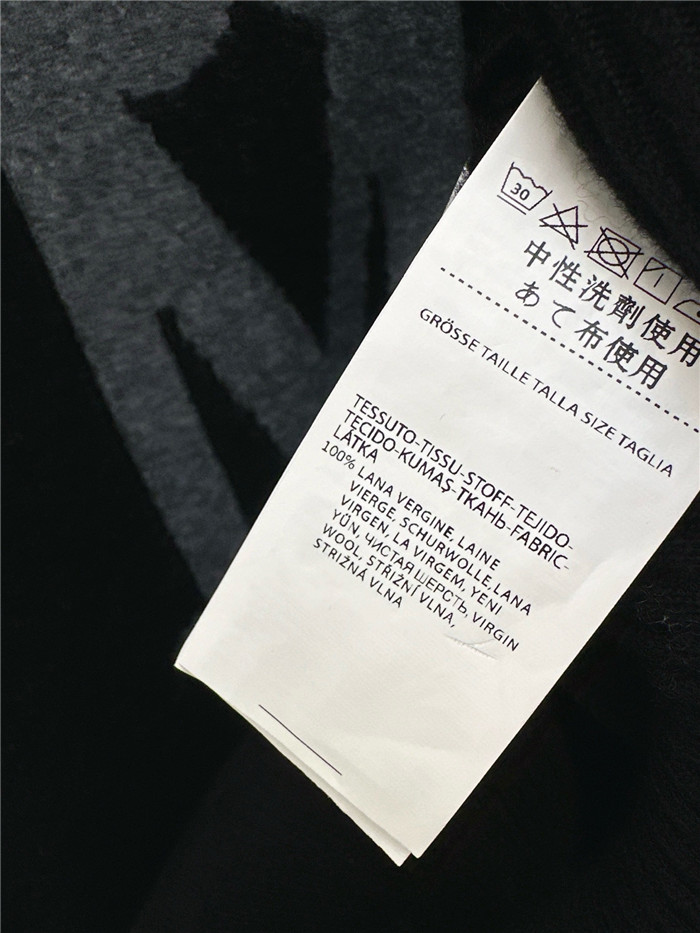 30
中性洗劑使用
あて布使用
GRÖSSE TAILLE TALLA SIZE TAGLIA
TESSUTO-TISSU-STOFF-TEJIDO-
TECIDO-KUMAŞ-ТКАНЬ-FABRIC-
LÁTKA
100% LANA VERGINE, LAINE
VIERGE, SCHURWOLLE,LANA
VIRGEN, LA VIRGEM, YENI
YÜN, ЧИСТАЯ ШЕРСТЬ, VIRGIN
WOOL, STŘIŽNÍ VLNA,
STRIŽNÁ VLNA